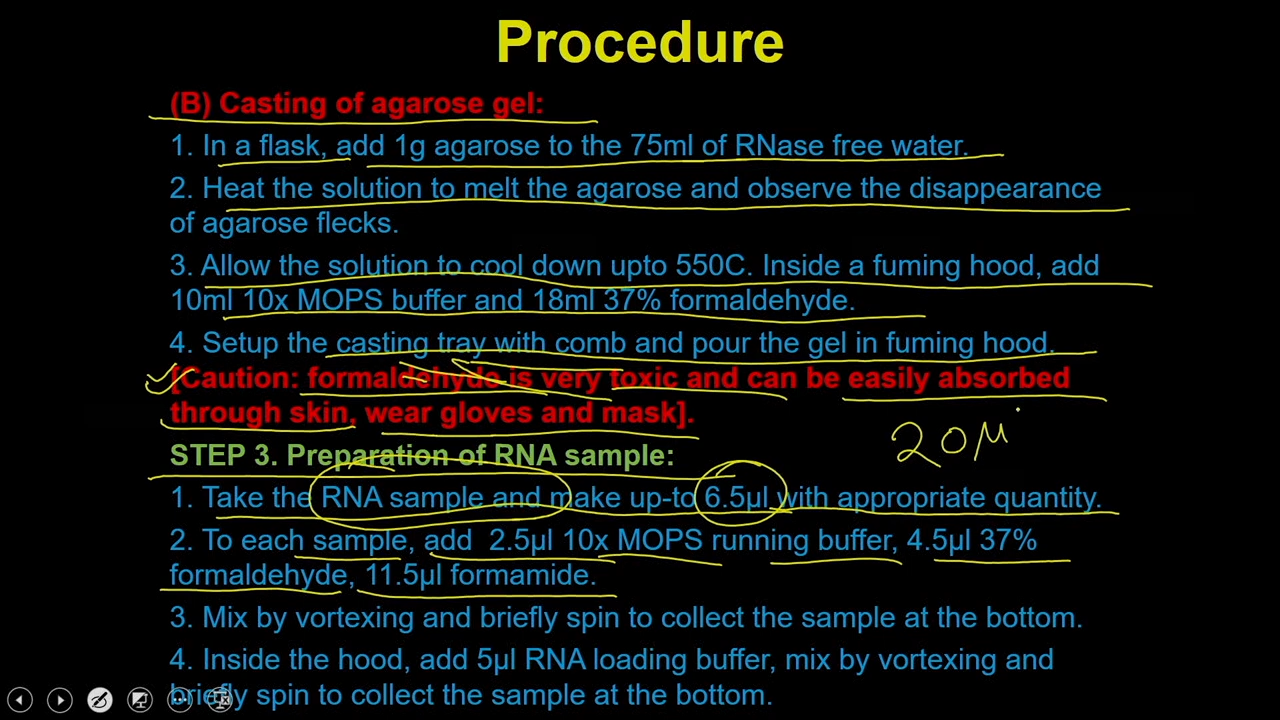 Procedure
(B) Casting of agarose gel:
1. In a flask, add 1g agarose to the 75ml of RNase free water.
2. Heat the solution to melt the agarose and observe the disappearance
of agarose flecks.
3. Allow the solution to cool down upto 550C. Inside a fuming hood, add
10ml 10x MOPS buffer and 18ml 37% formaldehyde.
4. Setup the casting tray with comb and pour the gel in fuming hood.
[Caution: formaldehyde is very toxic and can be easily absorbed
through skin, wear gloves and mask].
20M
STEP 3. Preparation of RNA sample:
1. Take the RNA sample and make up-to 6.5µl with appropriate quantity.
2. To each sample, add 2.5µl 10x MOPS running buffer, 4.5µl 37%
formaldehyde, 11.5µl formamide.
3. Mix by vortexing and briefly spin to collect the sample at the bottom.
4. Inside the hood, add 5µl RNA loading buffer, mix by vortexing and
briefly spin to collect the sample at the bottom.